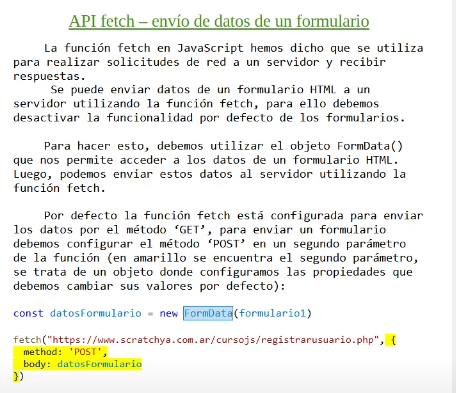 API fetch – envío de datos de un formulario
La función fetch en JavaScript hemos dicho que se utiliza
para realizar solicitudes de red a un servidor y recibir
respuestas.
Se puede enviar datos de un formulario HTML a un
servidor utilizando la función fetch, para ello debemos
desactivar la funcionalidad por defecto de los formularios.
Para hacer esto, debemos utilizar el objeto FormData()
que nos permite acceder a los datos de un formulario HTML.
Luego, podemos enviar estos datos al servidor utilizando la
función fetch.
Por defecto la función fetch está configurada para enviar
los datos por el método ‘GET’, para enviar un formulario
debemos configurar el método ‘POST’ en un segundo parámetro
de la función (en amarillo se encuentra el segundo parámetro,
se trata de un objeto donde configuramos las propiedades que
debemos cambiar sus valores por defecto):
const datosFormulario = new FormData(formulario1)
fetch("https://www.scratchya.com.ar/cursojs/registrarusuario.php", {
method: 'POST',
body: datosFormulario
})